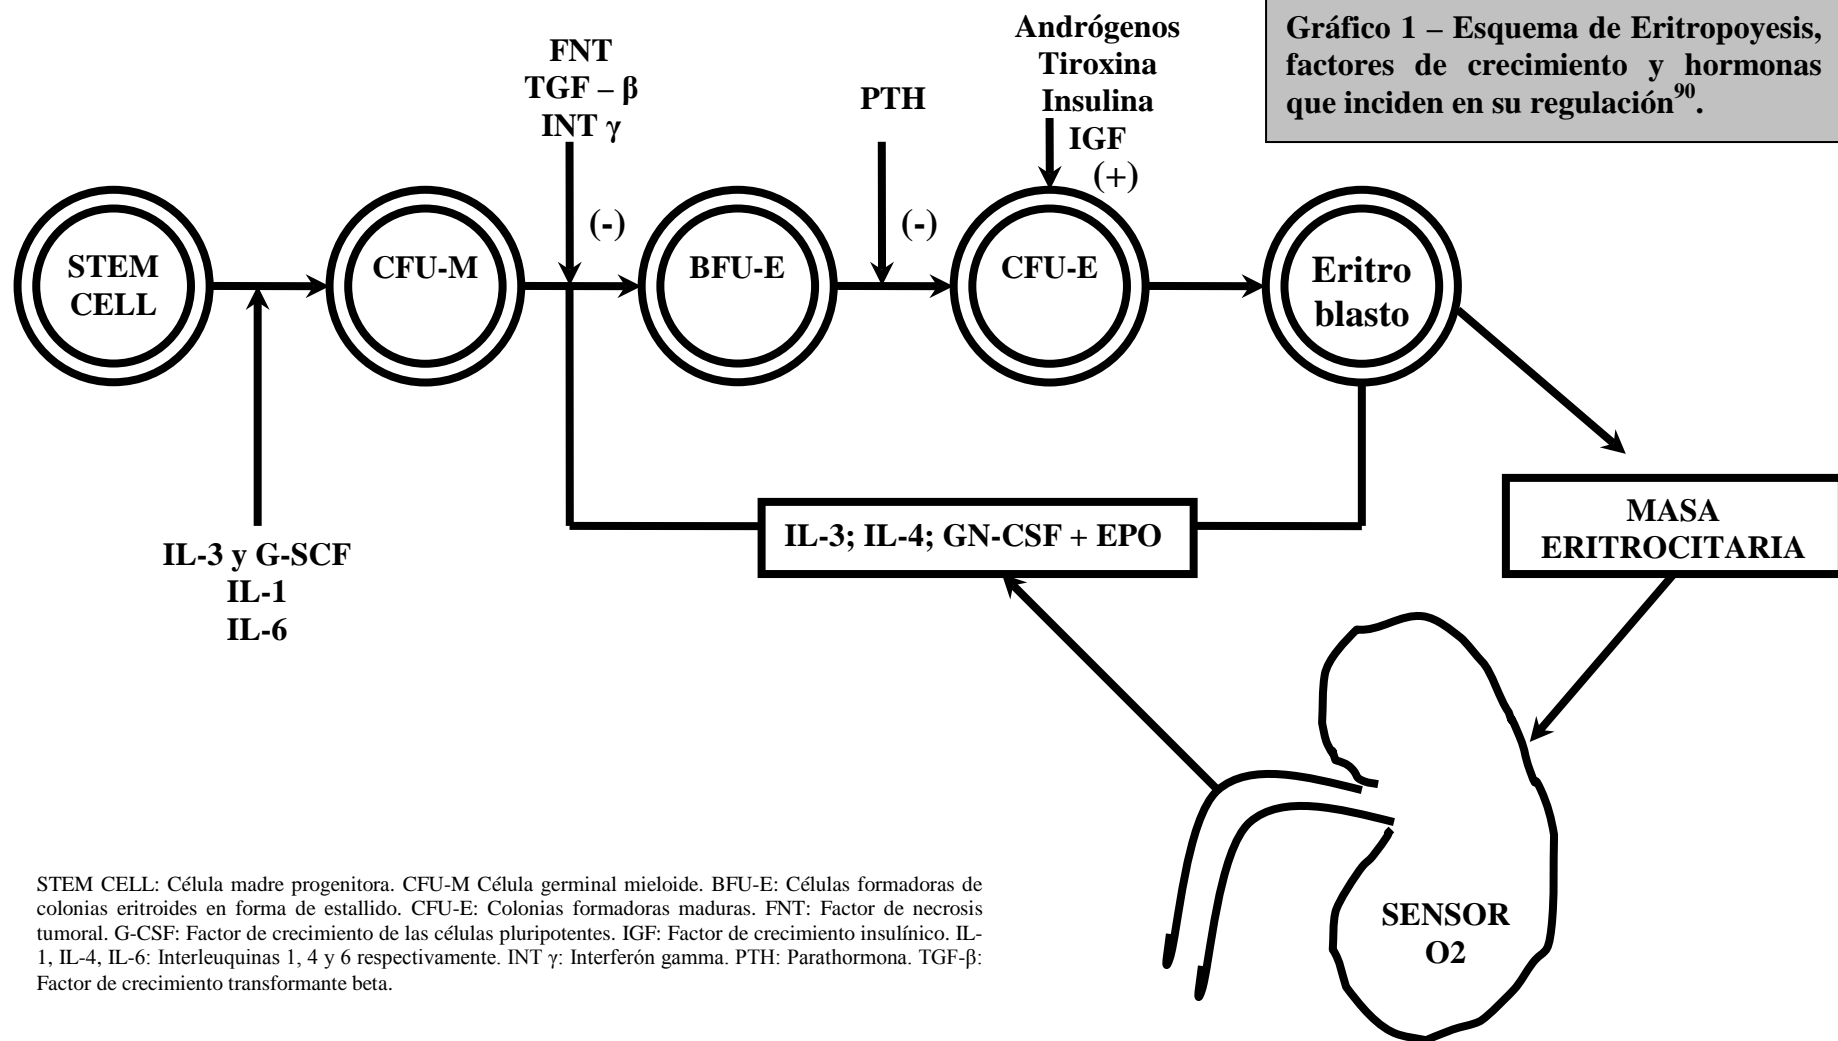 Gráfico 1 – Esquema de Eritropoyesis,
factores de crecimiento y hormonas
que inciden en su regulación90.
FNT
TGF – β
INT γ
(-)
PTH
(-)
Andrógenos
Tiroxina
Insulina
IGF
(+)
STEM
CELL
CFU-M
BFU-E
CFU-E
Eritro
blasto
IL-3 y G-SCF
IL-1
IL-6
IL-3; IL-4; GN-CSF + EPO
MASA
ERITROCITARIA
SENSOR
O2
STEM CELL: Célula madre progenitora. CFU-M Célula germinal mieloide. BFU-E: Células formadoras de
colonias eritroides en forma de estallido. CFU-E: Colonias formadoras maduras. FNT: Factor de necrosis
tumoral. G-CSF: Factor de crecimiento de las células pluripotentes. IGF: Factor de crecimiento insulínico. IL-
1, IL-4, IL-6: Interleuquinas 1, 4 y 6 respectivamente. INT γ: Interferón gamma. PTH: Parathormona. TGF-β:
Factor de crecimiento transformante beta.